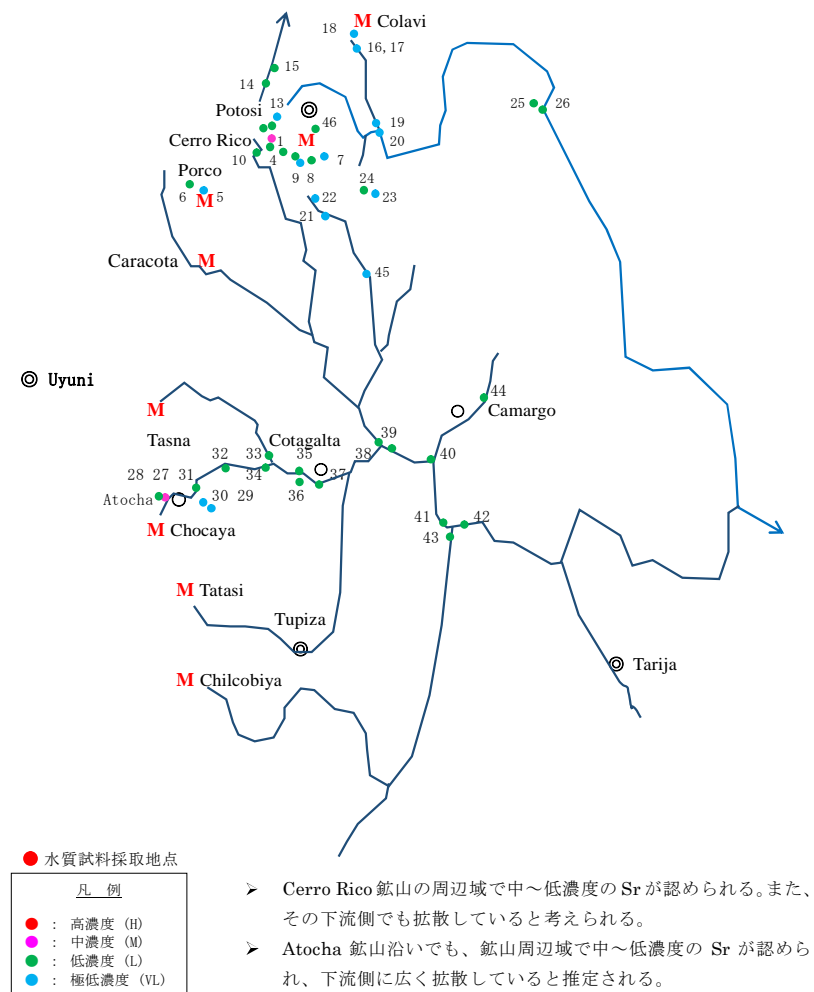 18 M Colavi
16,17
15
14
13
Potosi
46
19
25 26
Cerro Rico 1 M
20
10 4
7
Porco
9 8
24
6 5
M
22
23
21
Caracota M
45
Uyuni
44
M
Camargo
Tasna
Cotagalta
39
32 33 35
38
40
28 27 31
34
37
Atocha
30 29
36
M Chocaya
41 42
43
M Tatasi
Tupiza
Tarija
M Chilcobiya
水質試料採取地点
凡 例
: 高濃度 (H)
: 中濃度 (M)
: 低濃度 (L)
: 極低濃度 (VL)
➢ Cerro Rico 鉱山の周辺域で中～低濃度の Sr が認められる。また、
その下流側でも拡散していると考えられる。
➢ Atocha 鉱山沿いでも、鉱山周辺域で中～低濃度の Sr が認めら
れ、下流側に広く拡散していると推定される。